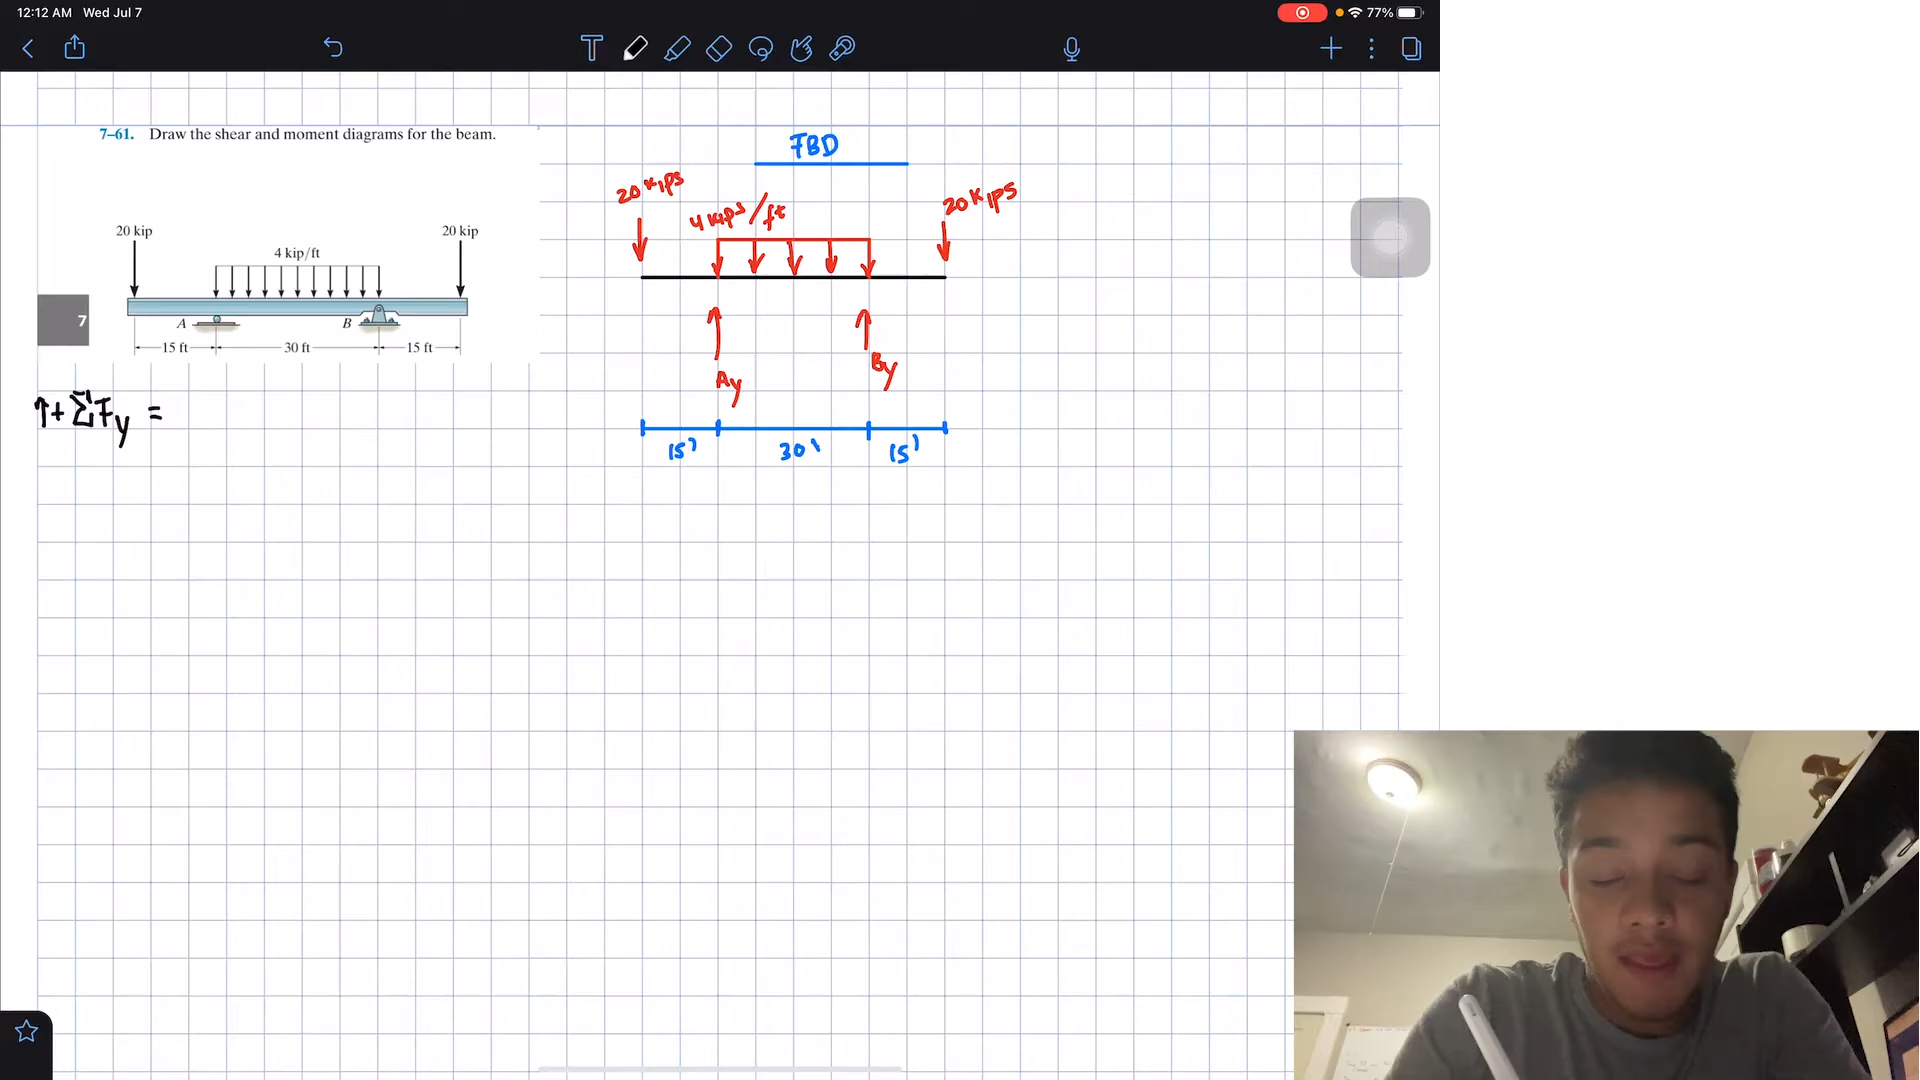 12:12 AM Wed Jul 7
77%
7–61. Draw the shear and moment diagrams for the beam.
20 kip
20 kip
4 kip/ft
A
B
15 ft
30 ft
15 ft
7
↑+ ΣFy =
FBD
20 kips
4 kips/ft
20 kips
Ay
By
15'
30'
15'